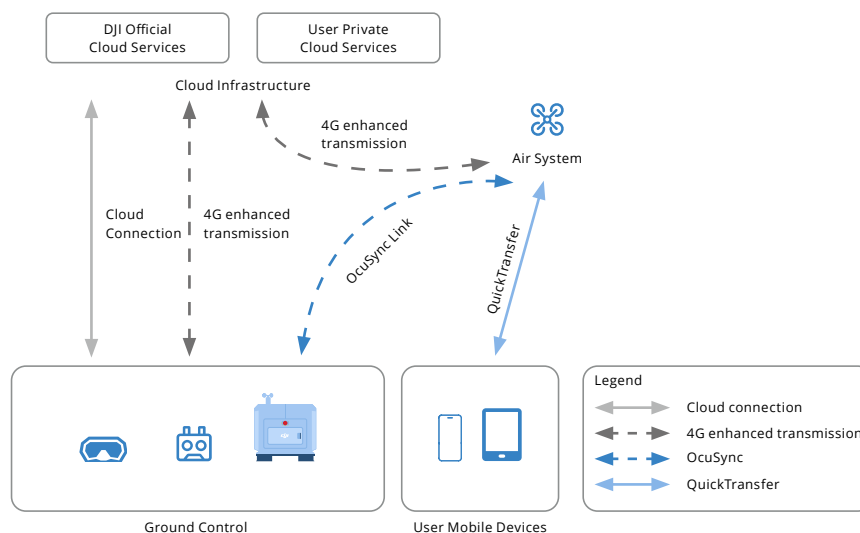 DJI Official
Cloud Services
User Private
Cloud Services
Cloud Infrastructure
4G enhanced
transmission
Air System
Cloud
Connection
4G enhanced
transmission
OcuSync Link
QuickTransfer
Legend
Cloud connection
4G enhanced transmission
OcuSync
QuickTransfer
Ground Control
User Mobile Devices